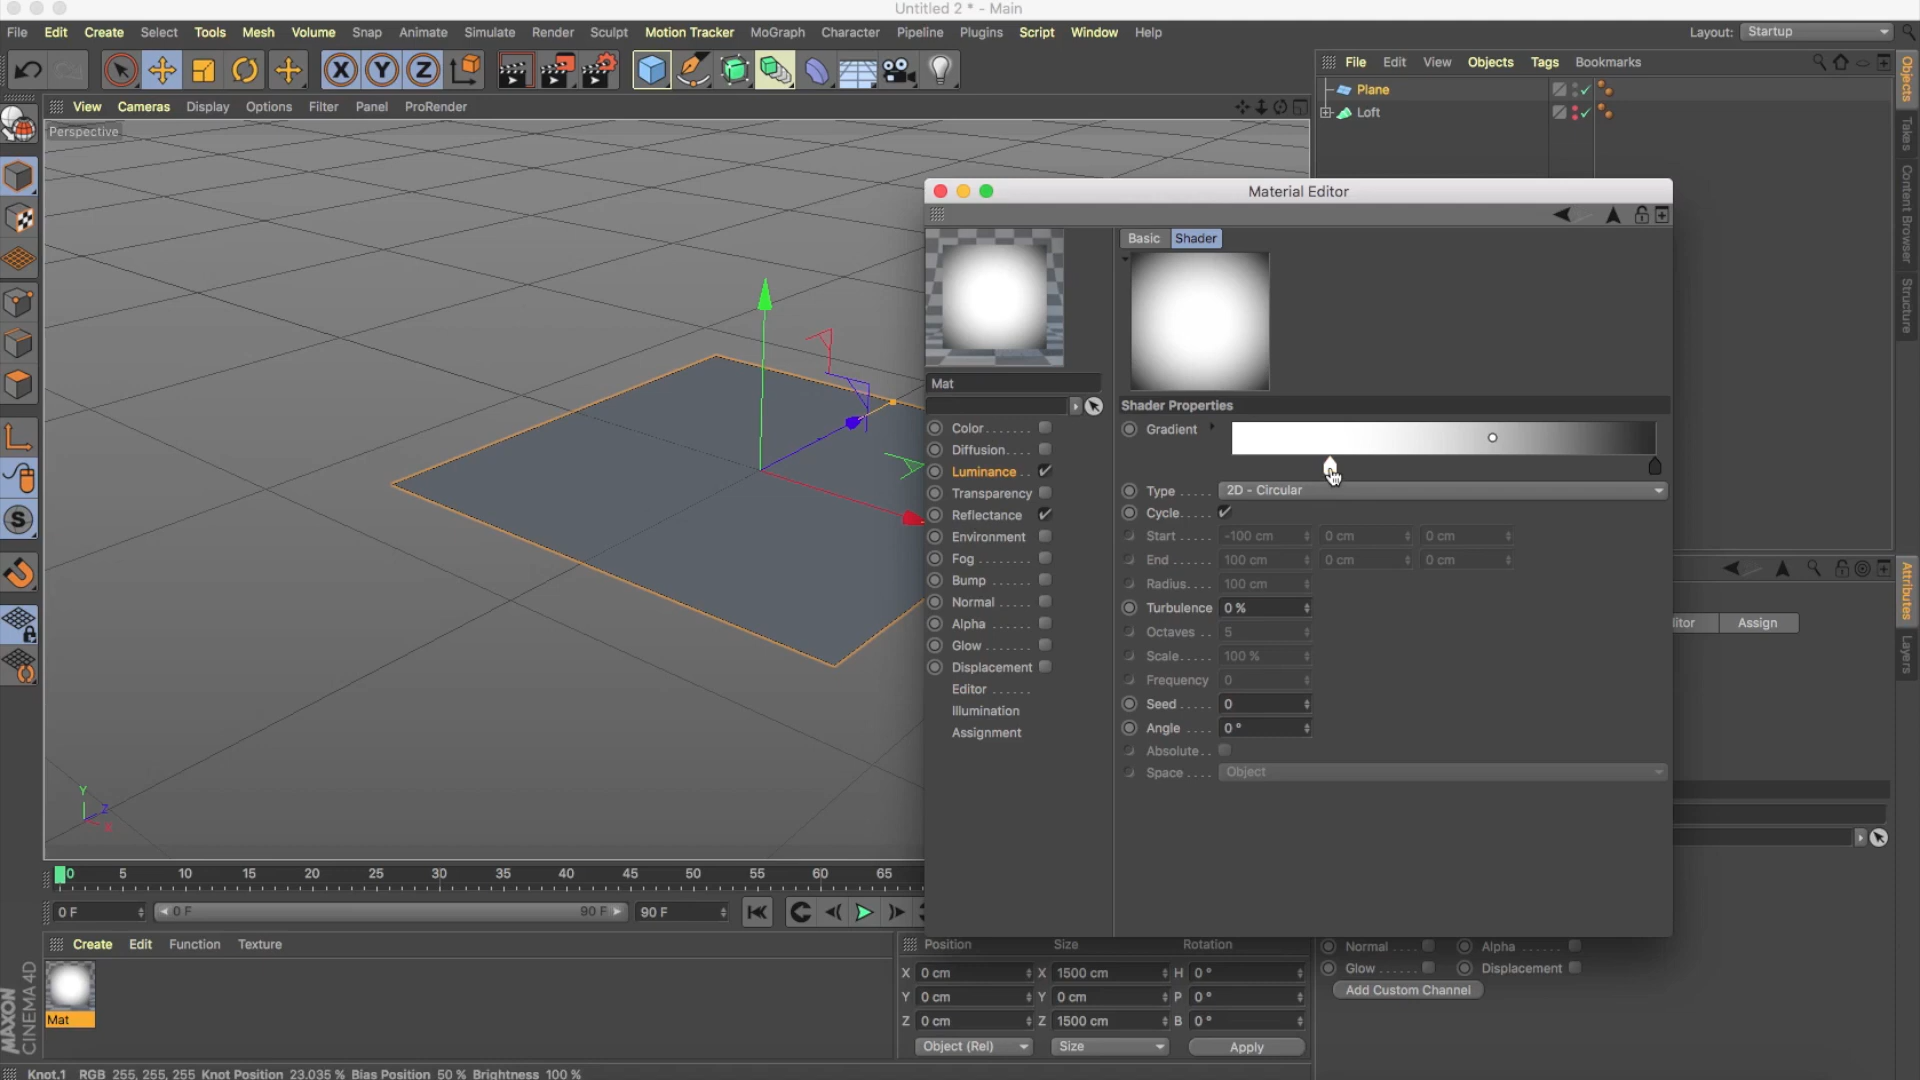 Untitled 2 * - Main
File Edit Create Select Tools Mesh Volume Snap Animate Simulate Render Sculpt Motion Tracker MoGraph Character Pipeline Plugins Script Window Help Layout: Startup
File Edit View Objects Tags Bookmarks
View Cameras Display Options Filter Panel ProRender
Perspective
Plane
Loft
Objects
Takes
Content Browser
Structure
Material Editor
Basic Shader
Mat
Shader Properties
Color
Diffusion
Luminance
Transparency
Reflectance
Environment
Fog
Bump
Normal
Alpha
Glow
Displacement
Editor
Illumination
Assignment
Gradient
Type 2D - Circular
Cycle
Start -100 cm 0 cm 0 cm
End 100 cm 0 cm 0 cm
Radius 100 cm
Turbulence 0 %
Octaves 5
Scale 100 %
Frequency 0
Seed 0
Angle 0 °
Absolute
Space Object
itor Assign
Attributes
Layers
Y
Z
X
0 5 10 15 20 25 30 35 40 45 50 55 60 65
0 F 0 F 90 F 90 F
Create Edit Function Texture
Mat
MAXON
CINEMA 4D
Position Size Rotation
X 0 cm X 1500 cm H 0 °
Y 0 cm Y 0 cm P 0 °
Z 0 cm Z 1500 cm B 0 °
Object (Rel) Size Apply
Normal Alpha
Glow Displacement
Add Custom Channel
Knot.1 RGB 255, 255, 255 Knot Position 23.035 % Bias Position 50 % Brightness 100 %